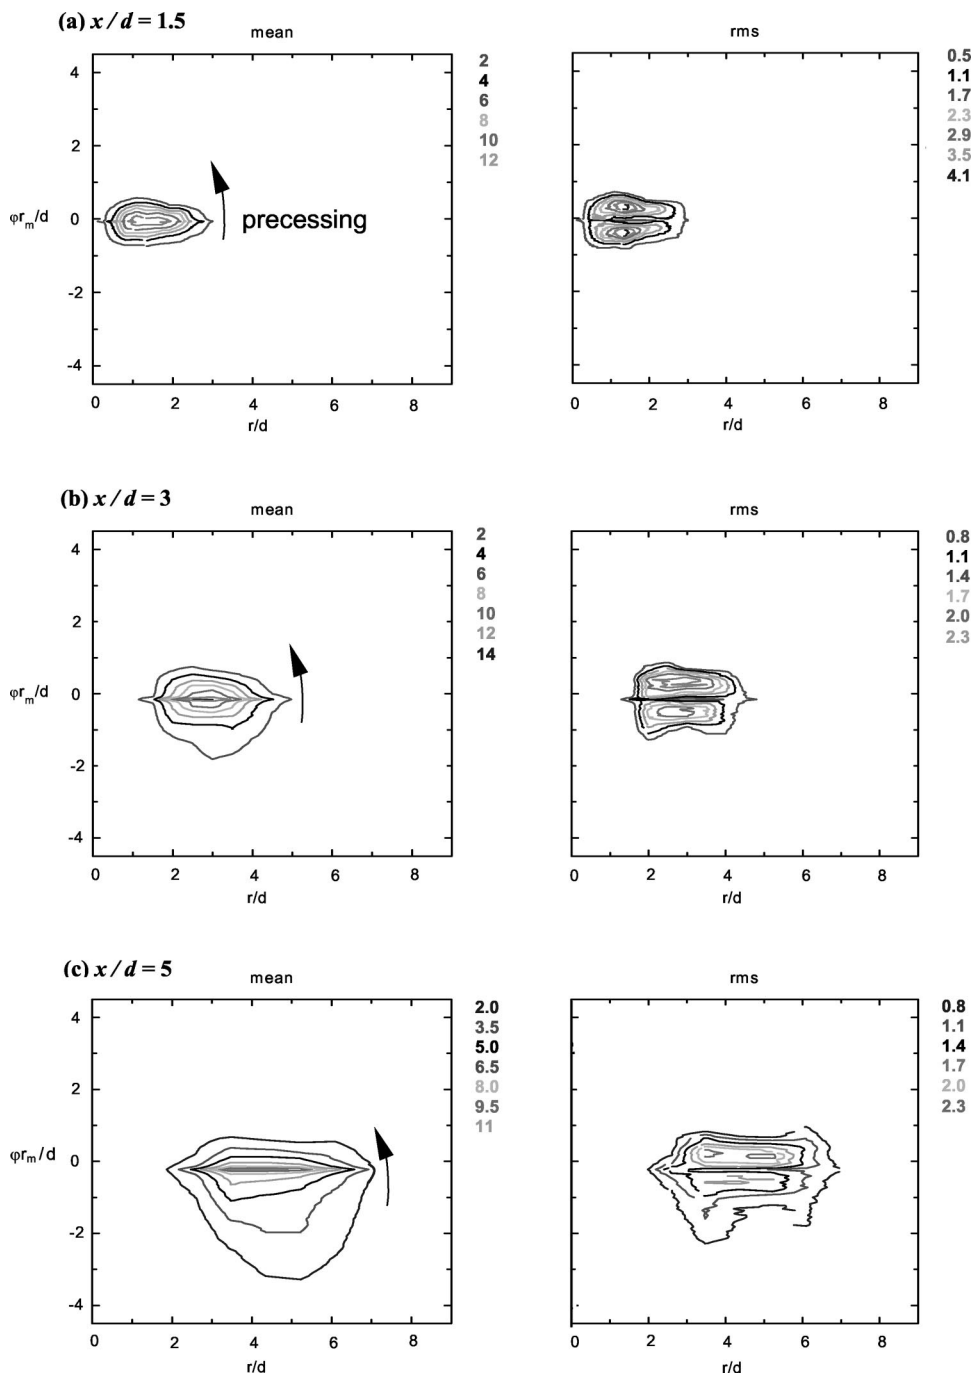 (a) x / d = 1.5
mean
rms
4
2
0
-2
-4
φr_m/d
0 2 4 6 8
r/d
2
4
6
8
10
12
precessing
0 2 4 6 8
r/d
0.5
1.1
1.7
2.3
2.9
3.5
4.1
(b) x / d = 3
mean
rms
4
2
0
-2
-4
φr_m/d
0 2 4 6 8
r/d
2
4
6
8
10
12
14
0 2 4 6 8
r/d
0.8
1.1
1.4
1.7
2.0
2.3
(c) x / d = 5
mean
rms
4
2
0
-2
-4
φr_m/d
0 2 4 6 8
r/d
2.0
3.5
5.0
6.5
8.0
9.5
11
0 2 4 6 8
r/d
0.8
1.1
1.4
1.7
2.0
2.3